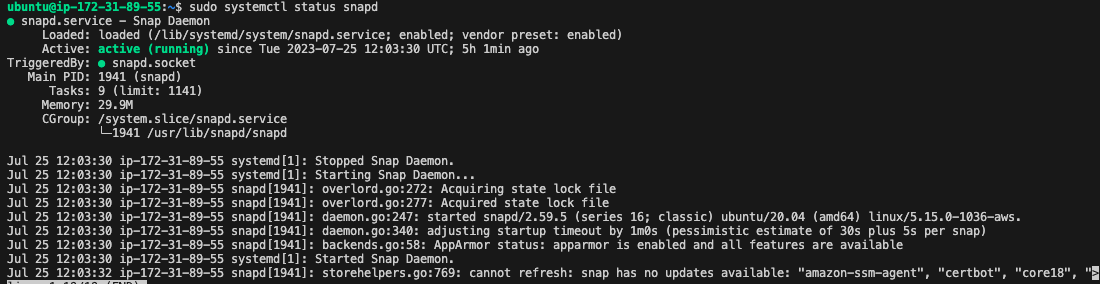 ubuntu@ip-172-31-89-55:~$ sudo systemctl status snapd
● snapd.service - Snap Daemon
Loaded: loaded (/lib/systemd/system/snapd.service; enabled; vendor preset: enabled)
Active: active (running) since Tue 2023-07-25 12:03:30 UTC; 5h 1min ago
TriggeredBy: ● snapd.socket
Main PID: 1941 (snapd)
Tasks: 9 (limit: 1141)
Memory: 29.9M
CGroup: /system.slice/snapd.service
└─1941 /usr/lib/snapd/snapd
Jul 25 12:03:30 ip-172-31-89-55 systemd[1]: Stopped Snap Daemon.
Jul 25 12:03:30 ip-172-31-89-55 systemd[1]: Starting Snap Daemon...
Jul 25 12:03:30 ip-172-31-89-55 snapd[1941]: overlord.go:272: Acquiring state lock file
Jul 25 12:03:30 ip-172-31-89-55 snapd[1941]: overlord.go:277: Acquired state lock file
Jul 25 12:03:30 ip-172-31-89-55 snapd[1941]: daemon.go:247: started snapd/2.59.5 (series 16; classic) ubuntu/20.04 (amd64) linux/5.15.0-1036-aws.
Jul 25 12:03:30 ip-172-31-89-55 snapd[1941]: daemon.go:340: adjusting startup timeout by 1m0s (pessimistic estimate of 30s plus 5s per snap)
Jul 25 12:03:30 ip-172-31-89-55 snapd[1941]: backends.go:58: AppArmor status: apparmor is enabled and all features are available
Jul 25 12:03:30 ip-172-31-89-55 systemd[1]: Started Snap Daemon.
Jul 25 12:03:32 ip-172-31-89-55 snapd[1941]: storehelpers.go:769: cannot refresh: snap has no updates available: "amazon-ssm-agent", "certbot", "core18", ">